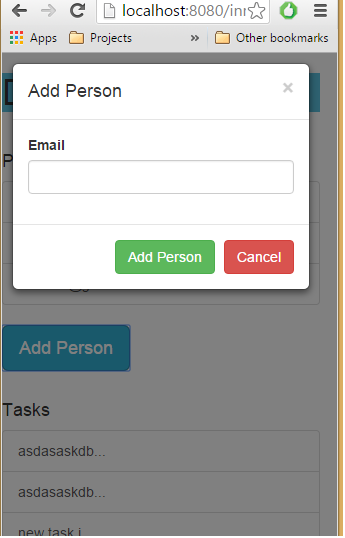 localhost:8080/inr
Apps Projects » Other bookmarks
Add Person ×
Email
Add Person Cancel
Add Person
Tasks
asdasaskdb...
asdasaskdb...
new task i